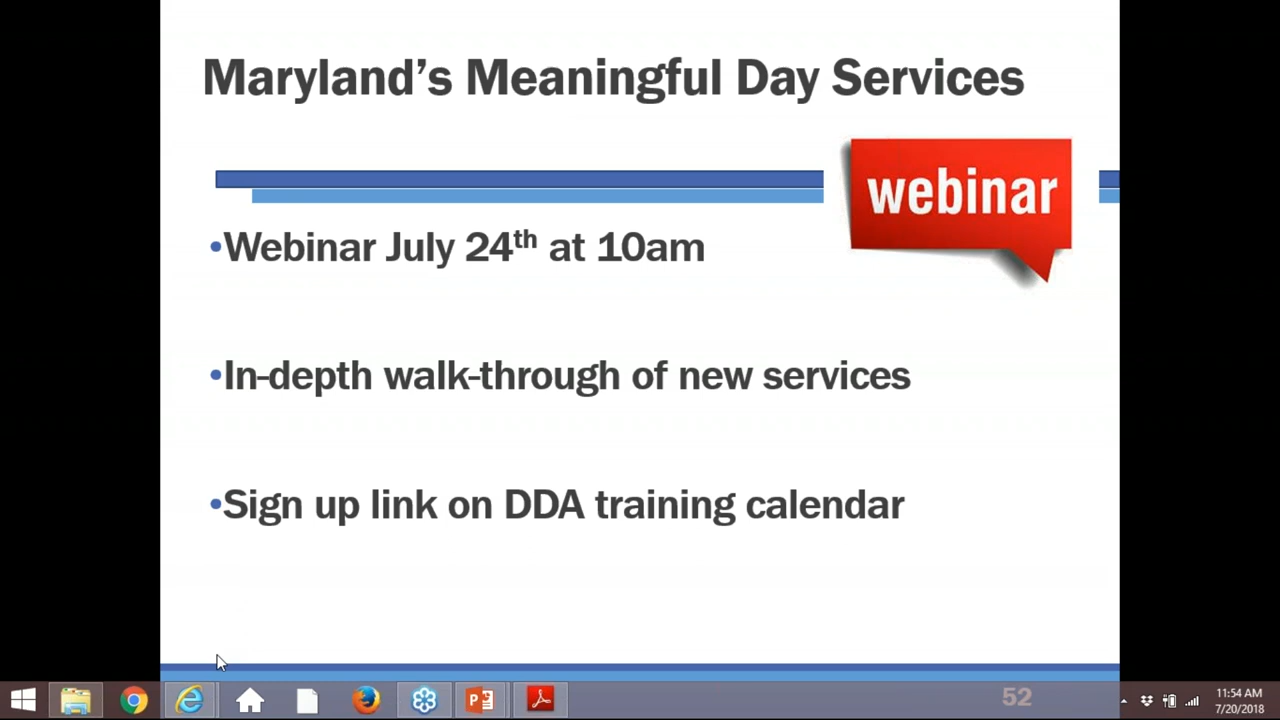 Maryland’s Meaningful Day Services
webinar
•Webinar July 24th at 10am
•In-depth walk-through of new services
•Sign up link on DDA training calendar
52
11:54 AM
7/20/2018